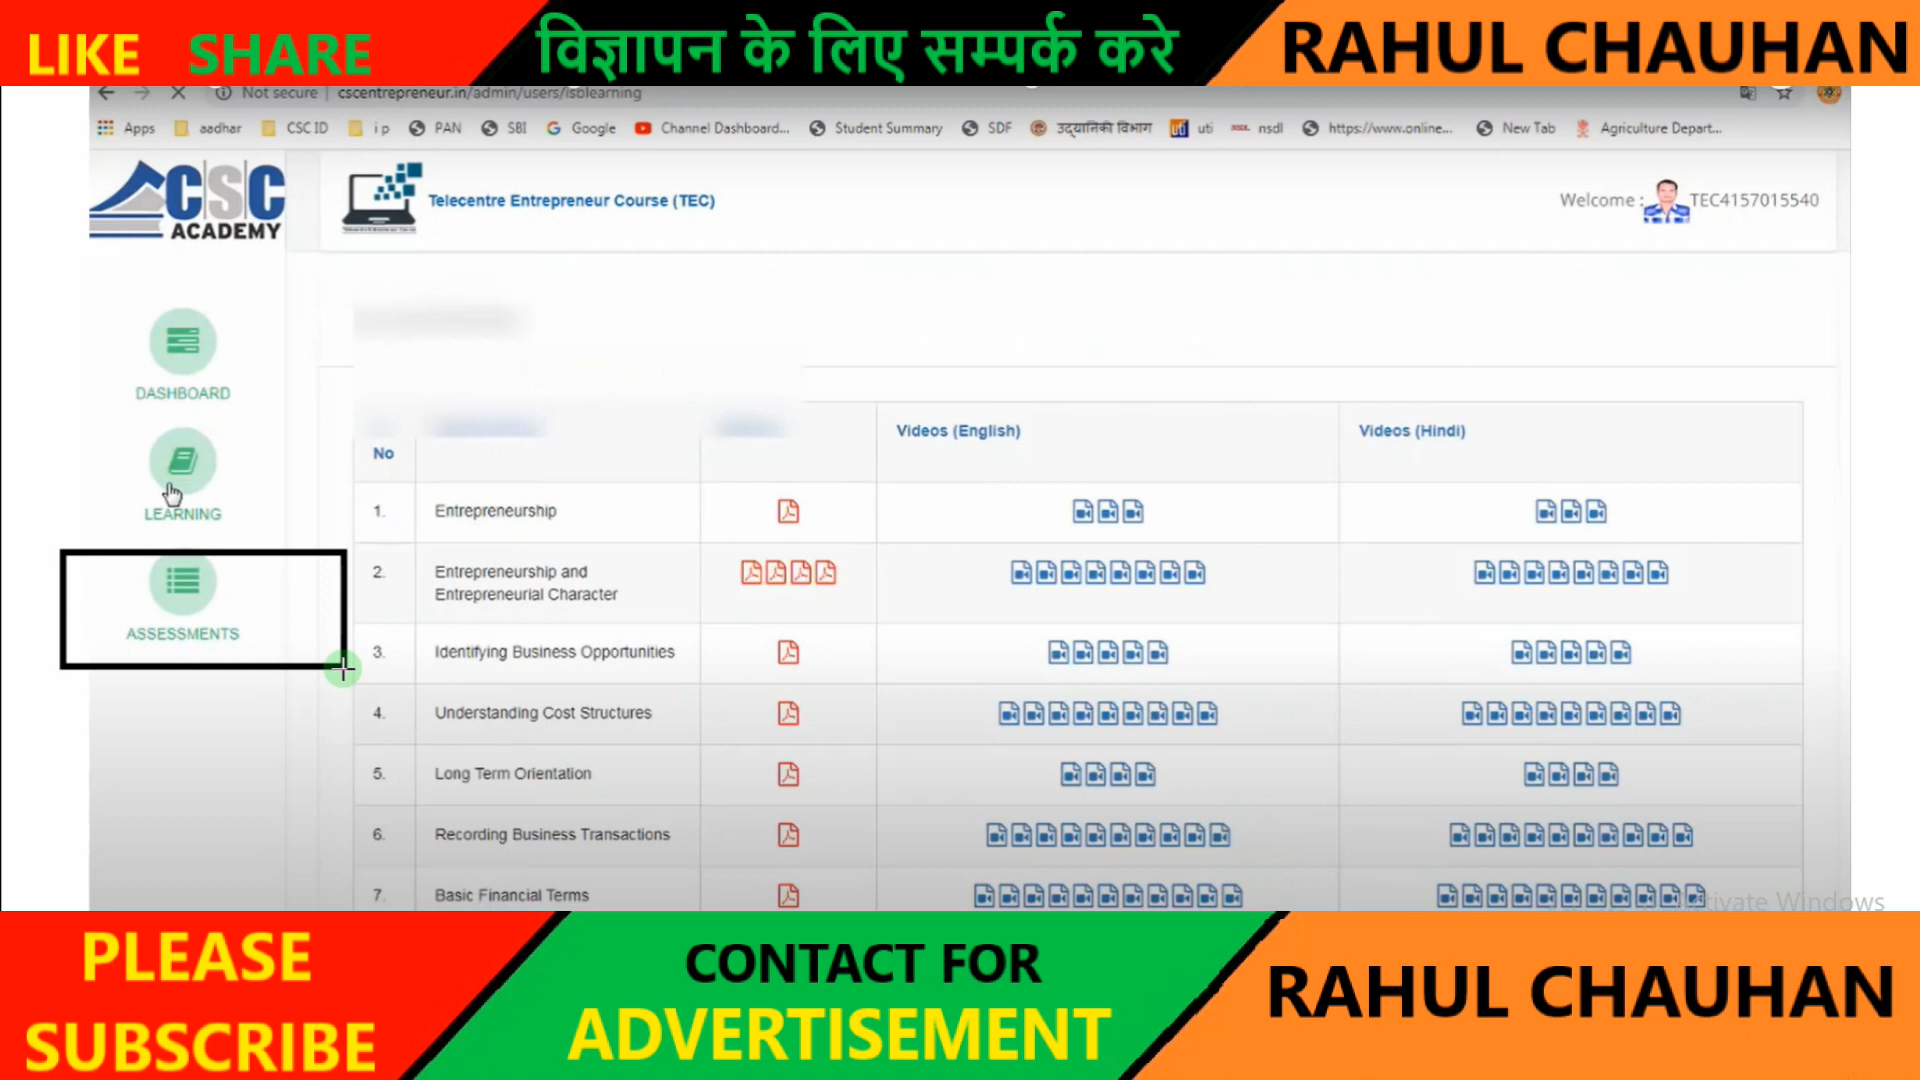 LIKE SHARE
विज्ञापन के लिए सम्पर्क करे
RAHUL CHAUHAN
Not secure | cscentrepreneur.in/admin/users/isblearning
Apps aadhar CSC ID i p PAN SBI Google Channel Dashboard... Student Summary SDF उद्यानिकी विभाग uti nsdl https://www.online... New Tab Agriculture Depart...
CSC
ACADEMY
Telecentre Entrepreneur Course (TEC)
Welcome : TEC4157015540
DASHBOARD
LEARNING
ASSESSMENTS
No Videos (English) Videos (Hindi)
1. Entrepreneurship
2. Entrepreneurship and
Entrepreneurial Character
3. Identifying Business Opportunities
4. Understanding Cost Structures
5. Long Term Orientation
6. Recording Business Transactions
7. Basic Financial Terms
Windows
PLEASE
SUBSCRIBE
CONTACT FOR
ADVERTISEMENT
RAHUL CHAUHAN